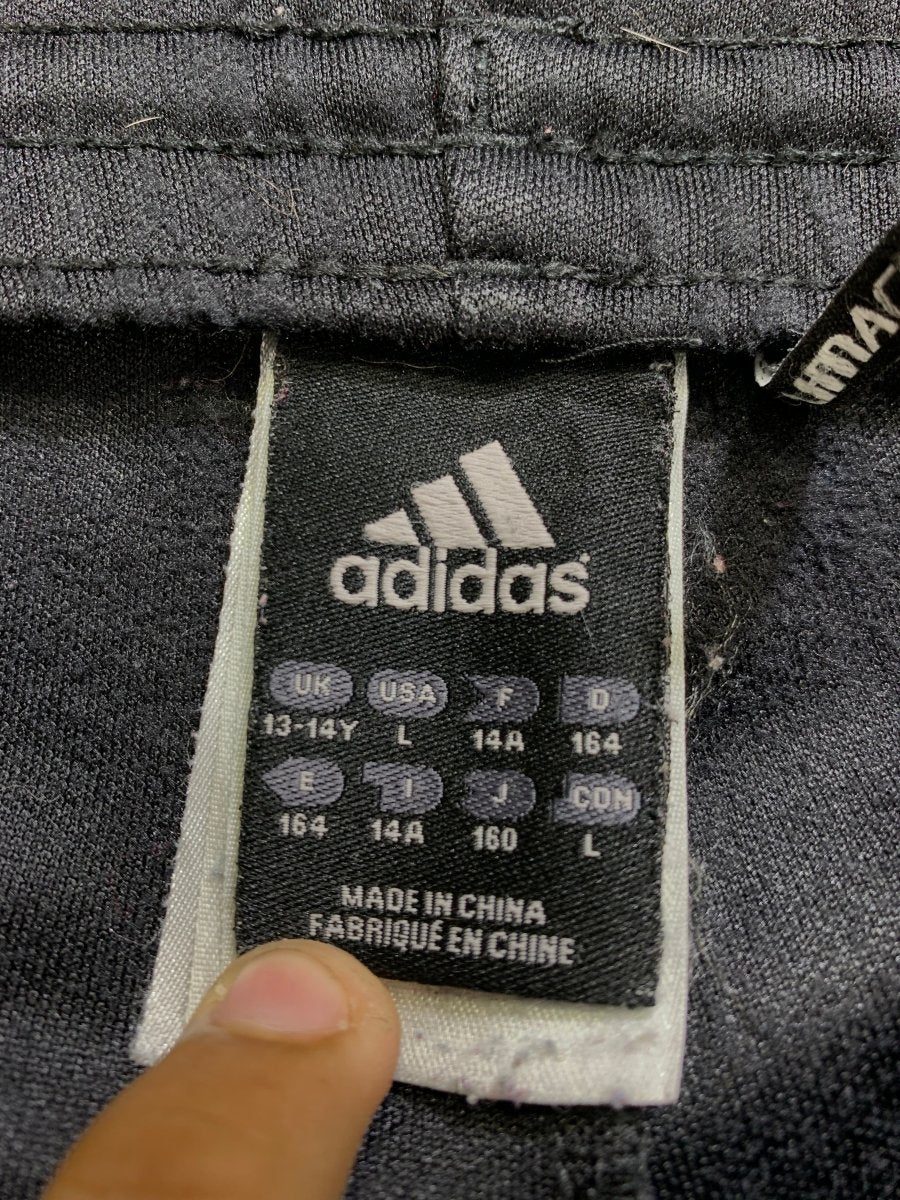 adidas
UK USA F D
13-14Y L 14A 164
E I J CON
164 14A 160 L
MADE IN CHINA
FABRIQUÉ EN CHINE